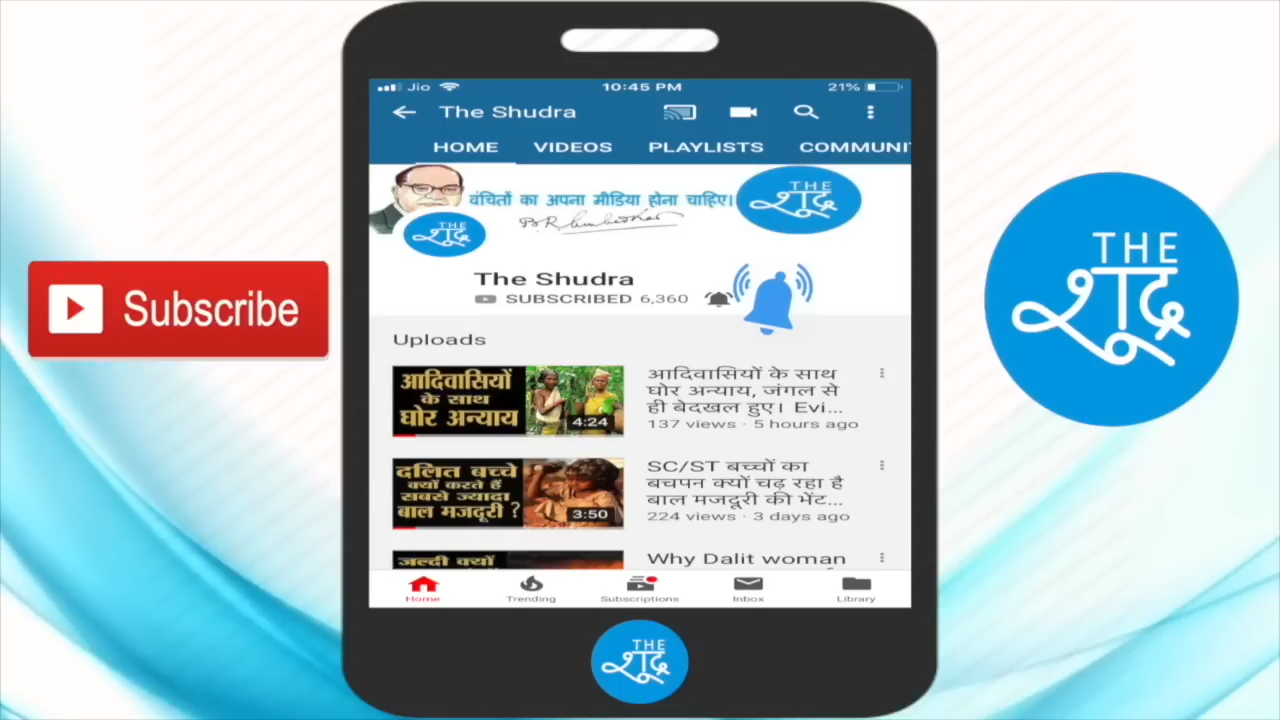 Jio
10:45 PM
21%
The Shudra
HOME
VIDEOS
PLAYLISTS
COMMUNI
वंचितों का अपना मीडिया होना चाहिए।
THE
शूद्र
THE
शूद्र
The Shudra
SUBSCRIBED 6,360
Subscribe
THE
शूद्र
Uploads
आदिवासियों
के साथ
घोर अन्याय
4:24
आदिवासियों के साथ
घोर अन्याय, जंगल से
ही बेदखल हुए। Evi...
137 views · 5 hours ago
दलित बच्चे
क्यों करते हैं
सबसे ज्यादा
बाल मजदूरी ?
3:50
SC/ST बच्चों का
बचपन क्यों चढ़ रहा है
बाल मजदूरी की भेंट...
224 views · 3 days ago
जल्दी क्यों
Why Dalit woman
Home
Trending
Subscriptions
Inbox
Library
THE
शूद्र